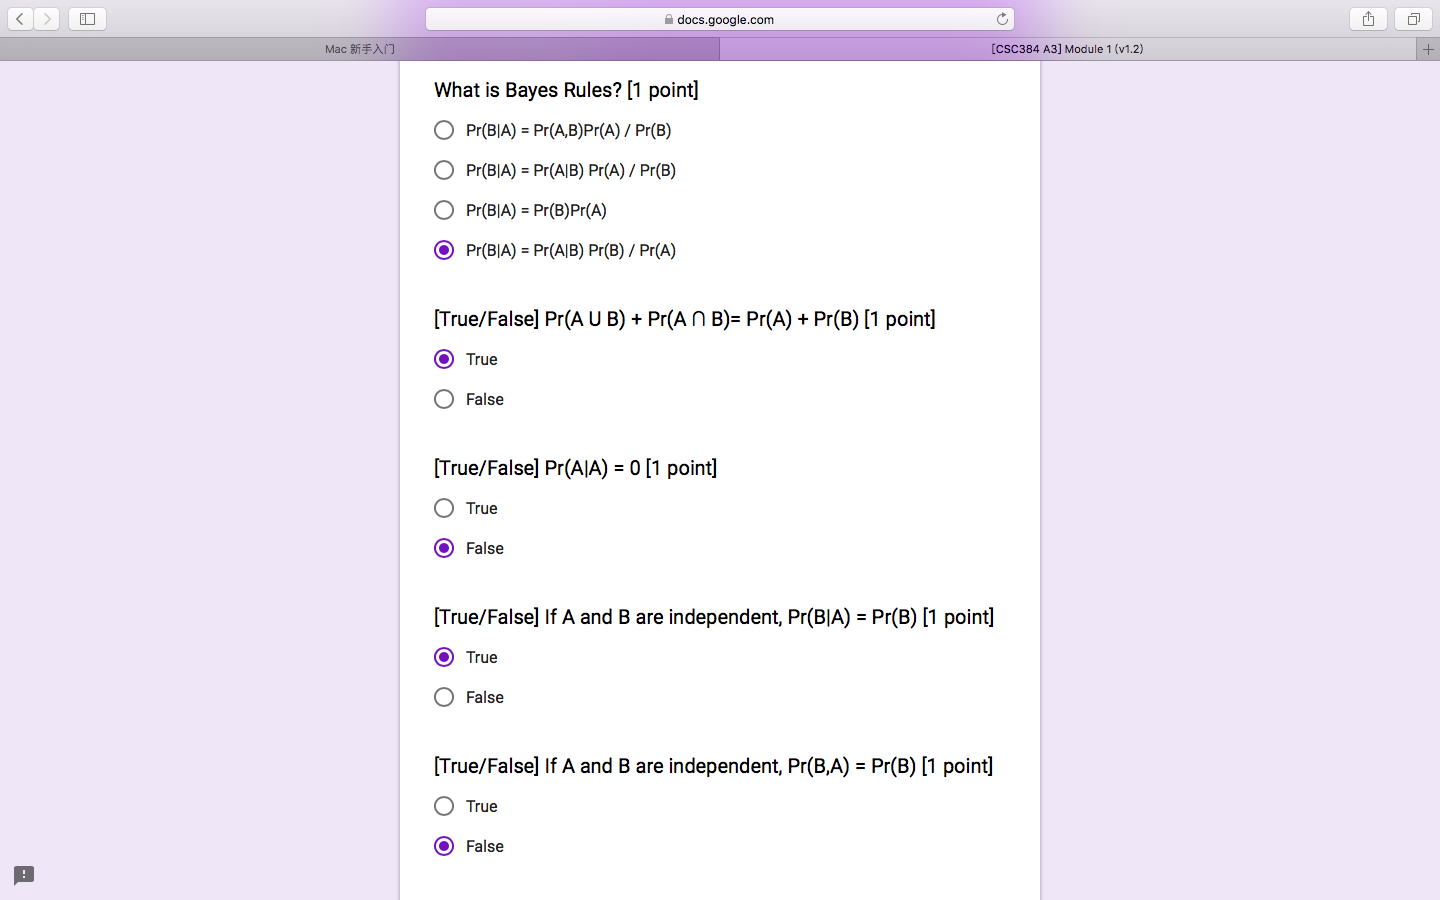 docs.google.com
Mac 新手入门
[CSC384 A3] Module 1 (v1.2)
What is Bayes Rules? [1 point]
Pr(B|A) = Pr(A,B)Pr(A) / Pr(B)
Pr(B|A) = Pr(A|B) Pr(A) / Pr(B)
Pr(B|A) = Pr(B)Pr(A)
Pr(B|A) = Pr(A|B) Pr(B) / Pr(A)
[True/False] Pr(A U B) + Pr(A ∩ B)= Pr(A) + Pr(B) [1 point]
True
False
[True/False] Pr(A|A) = 0 [1 point]
True
False
[True/False] If A and B are independent, Pr(B|A) = Pr(B) [1 point]
True
False
[True/False] If A and B are independent, Pr(B,A) = Pr(B) [1 point]
True
False